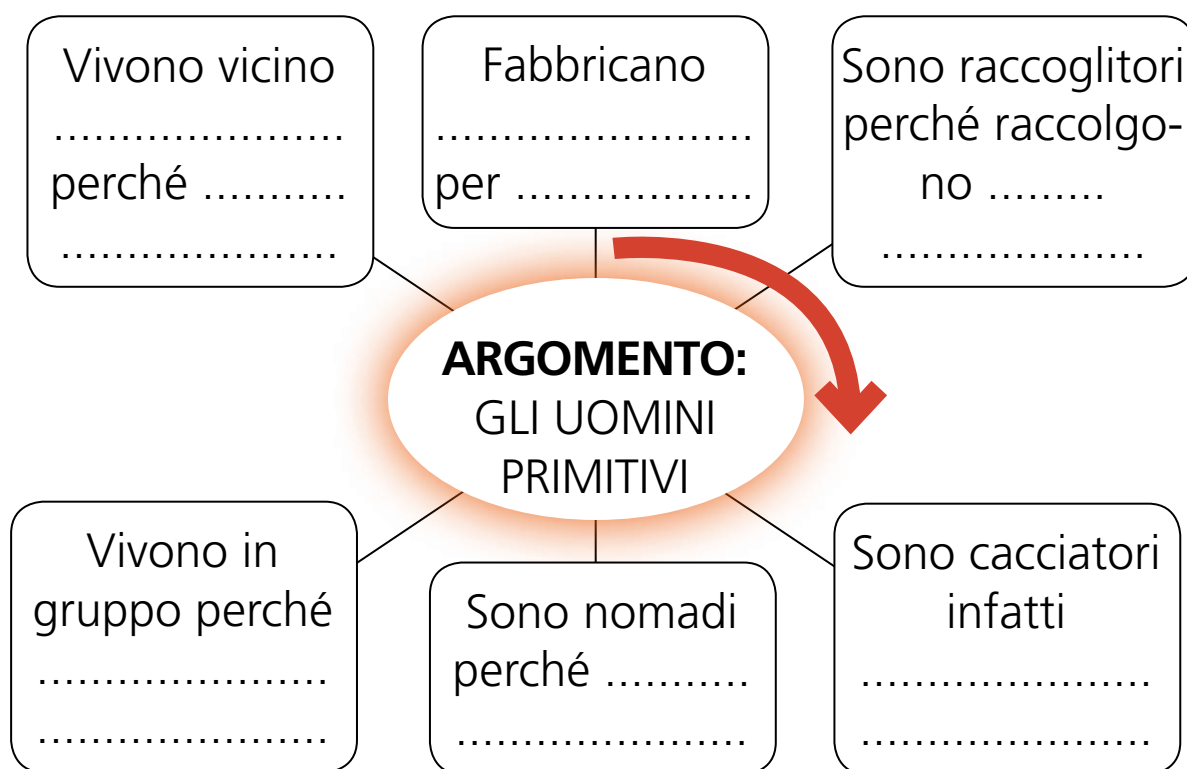 Vivono vicino
......................
perché ...........
.....................
Fabbricano
........................
per ..................
Sono raccoglitori
perché raccolgo-
no .........
....................
ARGOMENTO:
GLI UOMINI
PRIMITIVI
Vivono in
gruppo perché
......................
......................
Sono nomadi
perché ...........
......................
Sono cacciatori
infatti
......................
......................